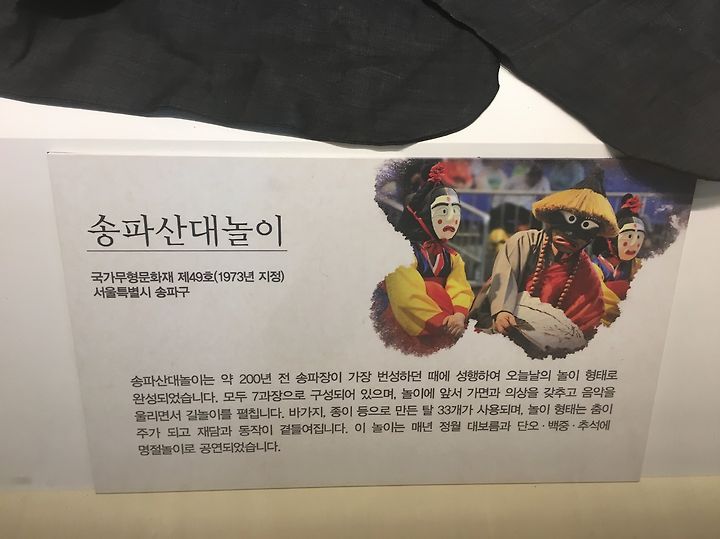 송파산대놀이
국가무형문화재 제49호(1973년 지정)
서울특별시 송파구
송파산대놀이는 약 200년 전 송파장이 가장 번성하던 때에 성행하여 오늘날의 놀이 형태로
완성되었습니다. 모두 7과장으로 구성되어 있으며, 놀이에 앞서 가면과 의상을 갖추고 음악을
울리면서 길놀이를 펼칩니다. 바가지, 종이 등으로 만든 탈 33개가 사용되며, 놀이 형태는 춤이
주가 되고 재담과 동작이 곁들여집니다. 이 놀이는 매년 정월 대보름과 단오·백중·추석에
명절놀이로 공연되었습니다.